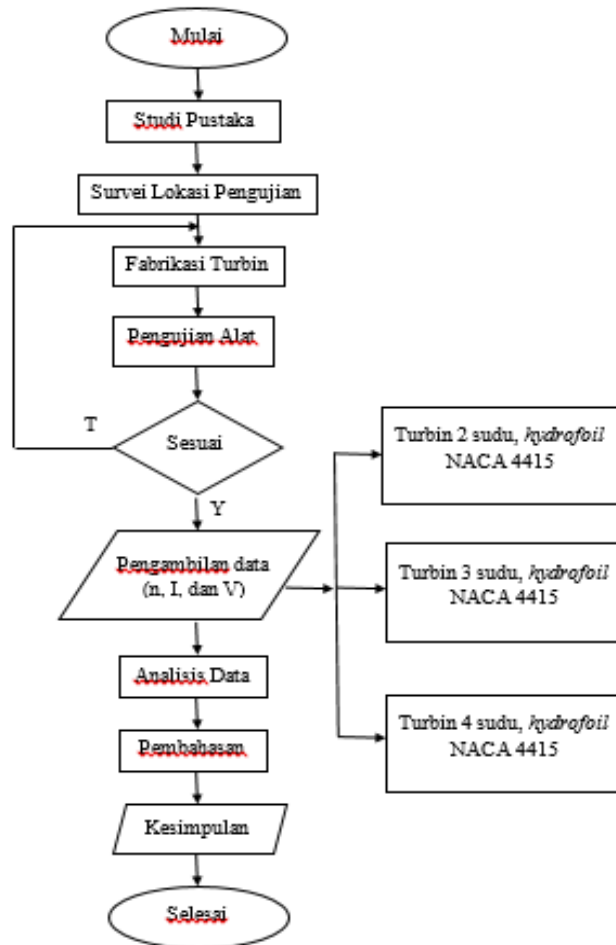 Mulai
Studi Pustaka
Survei Lokasi Pengujian
Fabrikasi Turbin
Pengujian Alat
T
Sesuai
Y
Pengambilan data
(n, I, dan V)
Turbin 2 sudu, hydrofoil
NACA 4415
Turbin 3 sudu, hydrofoil
NACA 4415
Turbin 4 sudu, hydrofoil
NACA 4415
Analisis Data
Pembahasan
Kesimpulan
Selesai